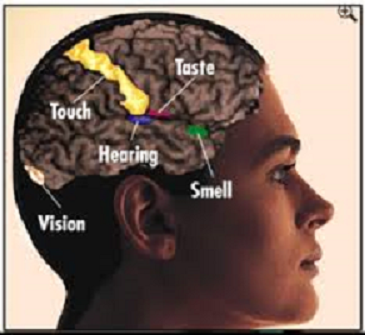 Taste
Touch
Hearing
Smell
Vision